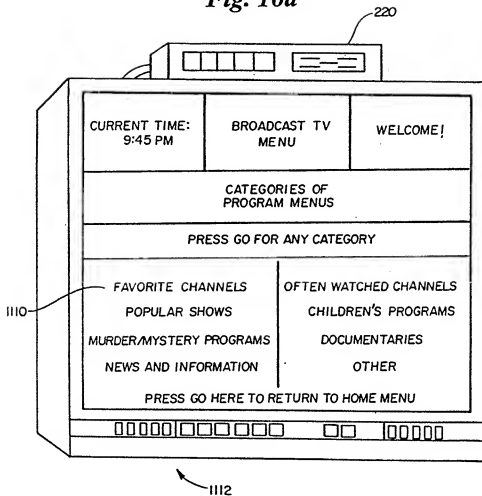 Fig. 16a
220
CURRENT TIME:
9:45 PM
BROADCAST TV
MENU
WELCOME!
CATEGORIES OF
PROGRAM MENUS
PRESS GO FOR ANY CATEGORY
1110
FAVORITE CHANNELS
POPULAR SHOWS
MURDER/MYSTERY PROGRAMS
NEWS AND INFORMATION
OFTEN WATCHED CHANNELS
CHILDREN'S PROGRAMS
DOCUMENTARIES
OTHER
PRESS GO HERE TO RETURN TO HOME MENU
1112